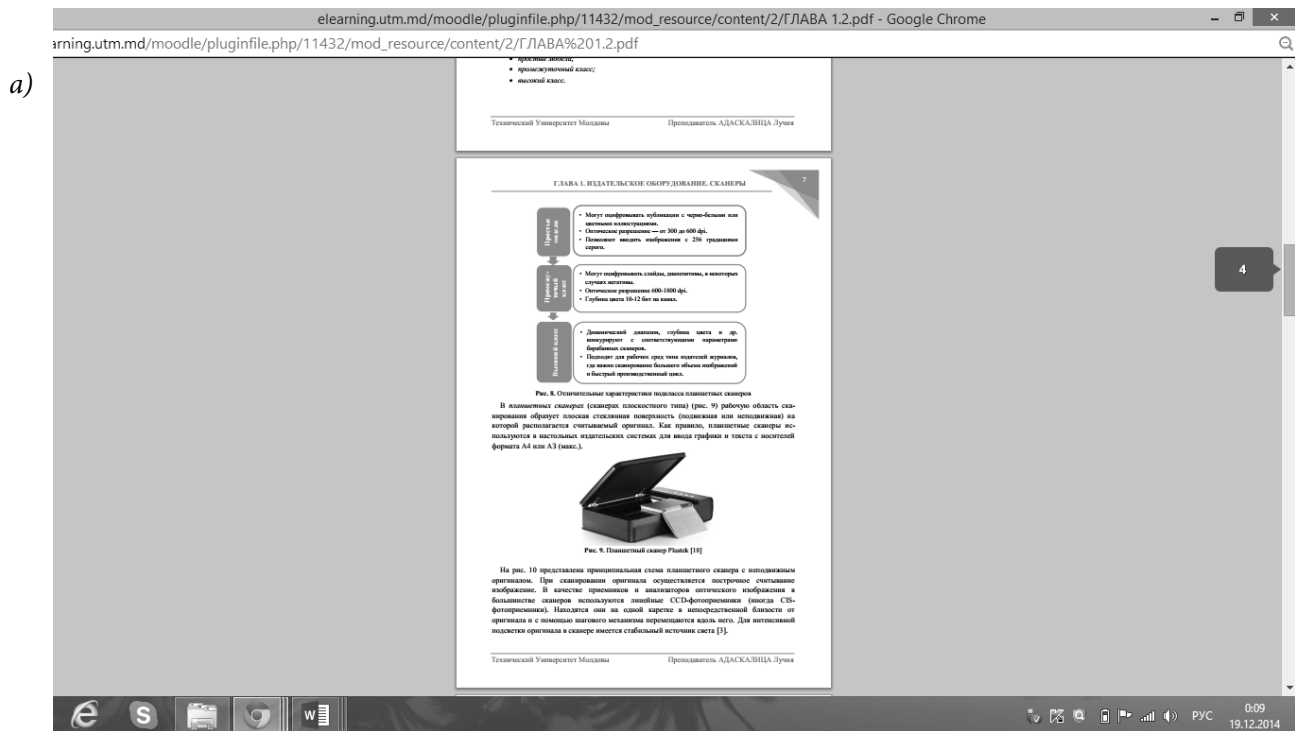 elearning.utm.md/moodle/pluginfile.php/11432/mod_resource/content/2/ГЛАВА 1.2.pdf - Google Chrome
arning.utm.md/moodle/pluginfile.php/11432/mod_resource/content/2/ГЛАВА%201.2.pdf
а)
• простые модели;
• промежуточный класс;
• высокий класс.
Технический Университет Молдовы Преподаватель АДАСКАЛИЦА Лучия
ГЛАВА 1. ИЗДАТЕЛЬСКОЕ ОБОРУДОВАНИЕ. СКАНЕРЫ 7
Простые
модели
• Могут оцифровывать публикации с черно-белыми или
цветными иллюстрациями.
• Оптическое разрешение — от 300 до 600 dpi.
• Позволяют вводить изображения с 256 градациями
серого.
Промежу-
точный
класс
• Могут оцифровывать слайды, диапозитивы, в некоторых
случаях негативы.
• Оптическое разрешение 600-1800 dpi.
• Глубина цвета 10-12 бит на канал.
Высокий класс
• Динамический диапазон, глубина цвета и др.
конкурируют с соответствующими параметрами
барабанных сканеров.
• Подходят для рабочих сред типа издателей журналов,
где важно сканирование большего объема изображений
и быстрый производственный цикл.
Рис. 8. Отличительные характеристики подкласса планшетных сканеров
В планшетных сканерах (сканерах плоскостного типа) (рис. 9) рабочую область ска-
нирования образует плоская стеклянная поверхность (подвижная или неподвижная) на
которой располагается считываемый оригинал. Как правило, планшетные сканеры ис-
пользуются в настольных издательских системах для ввода графики и текста с носителей
формата А4 или А3 (макс.).
Рис. 9. Планшетный сканер Plustek [18]
На рис. 10 представлена принципиальная схема планшетного сканера с неподвижным
оригиналом. При сканировании оригинала осуществляется построчное считывание
изображение. В качестве приемников и анализаторов оптического изображения в
большинстве сканеров используются линейные CCD-фотоприемники (иногда CIS-
фотоприемники). Находятся они на одной каретке в непосредственной близости от
оригинала и с помощью шагового механизма перемещаются вдоль него. Для интенсивной
подсветки оригинала в сканере имеется стабильный источник света [3].
Технический Университет Молдовы Преподаватель АДАСКАЛИЦА Лучия
4
РУС
0:09
19.12.2014